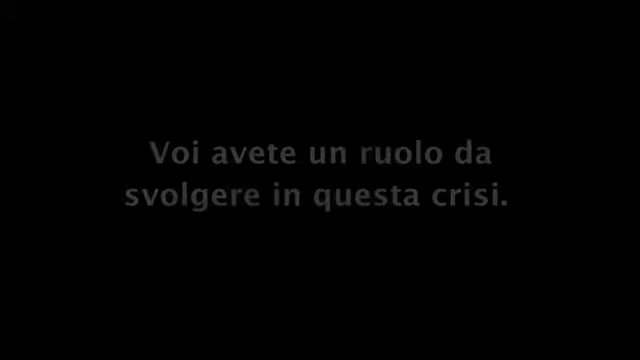 Voi avete un ruolo da
svolgere in questa crisi.